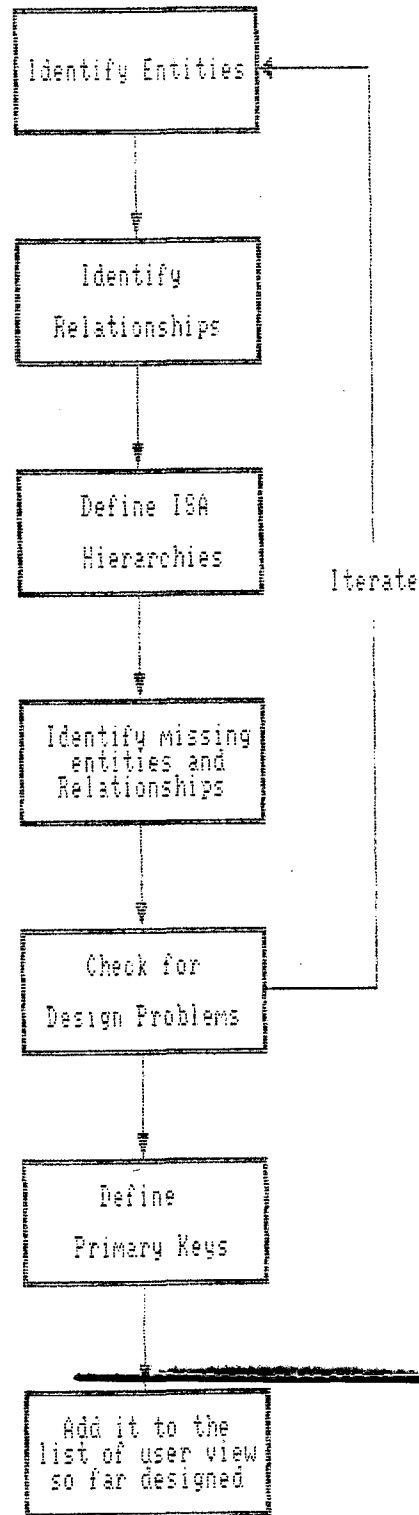 Identify Entities
Identify
Relationships
Define ISA
Hierarchies
Iterate
Identify missing
entities and
Relationships
Check for
Design Problems
Define
Primary Keys
Add it to the
list of user view
so far designed